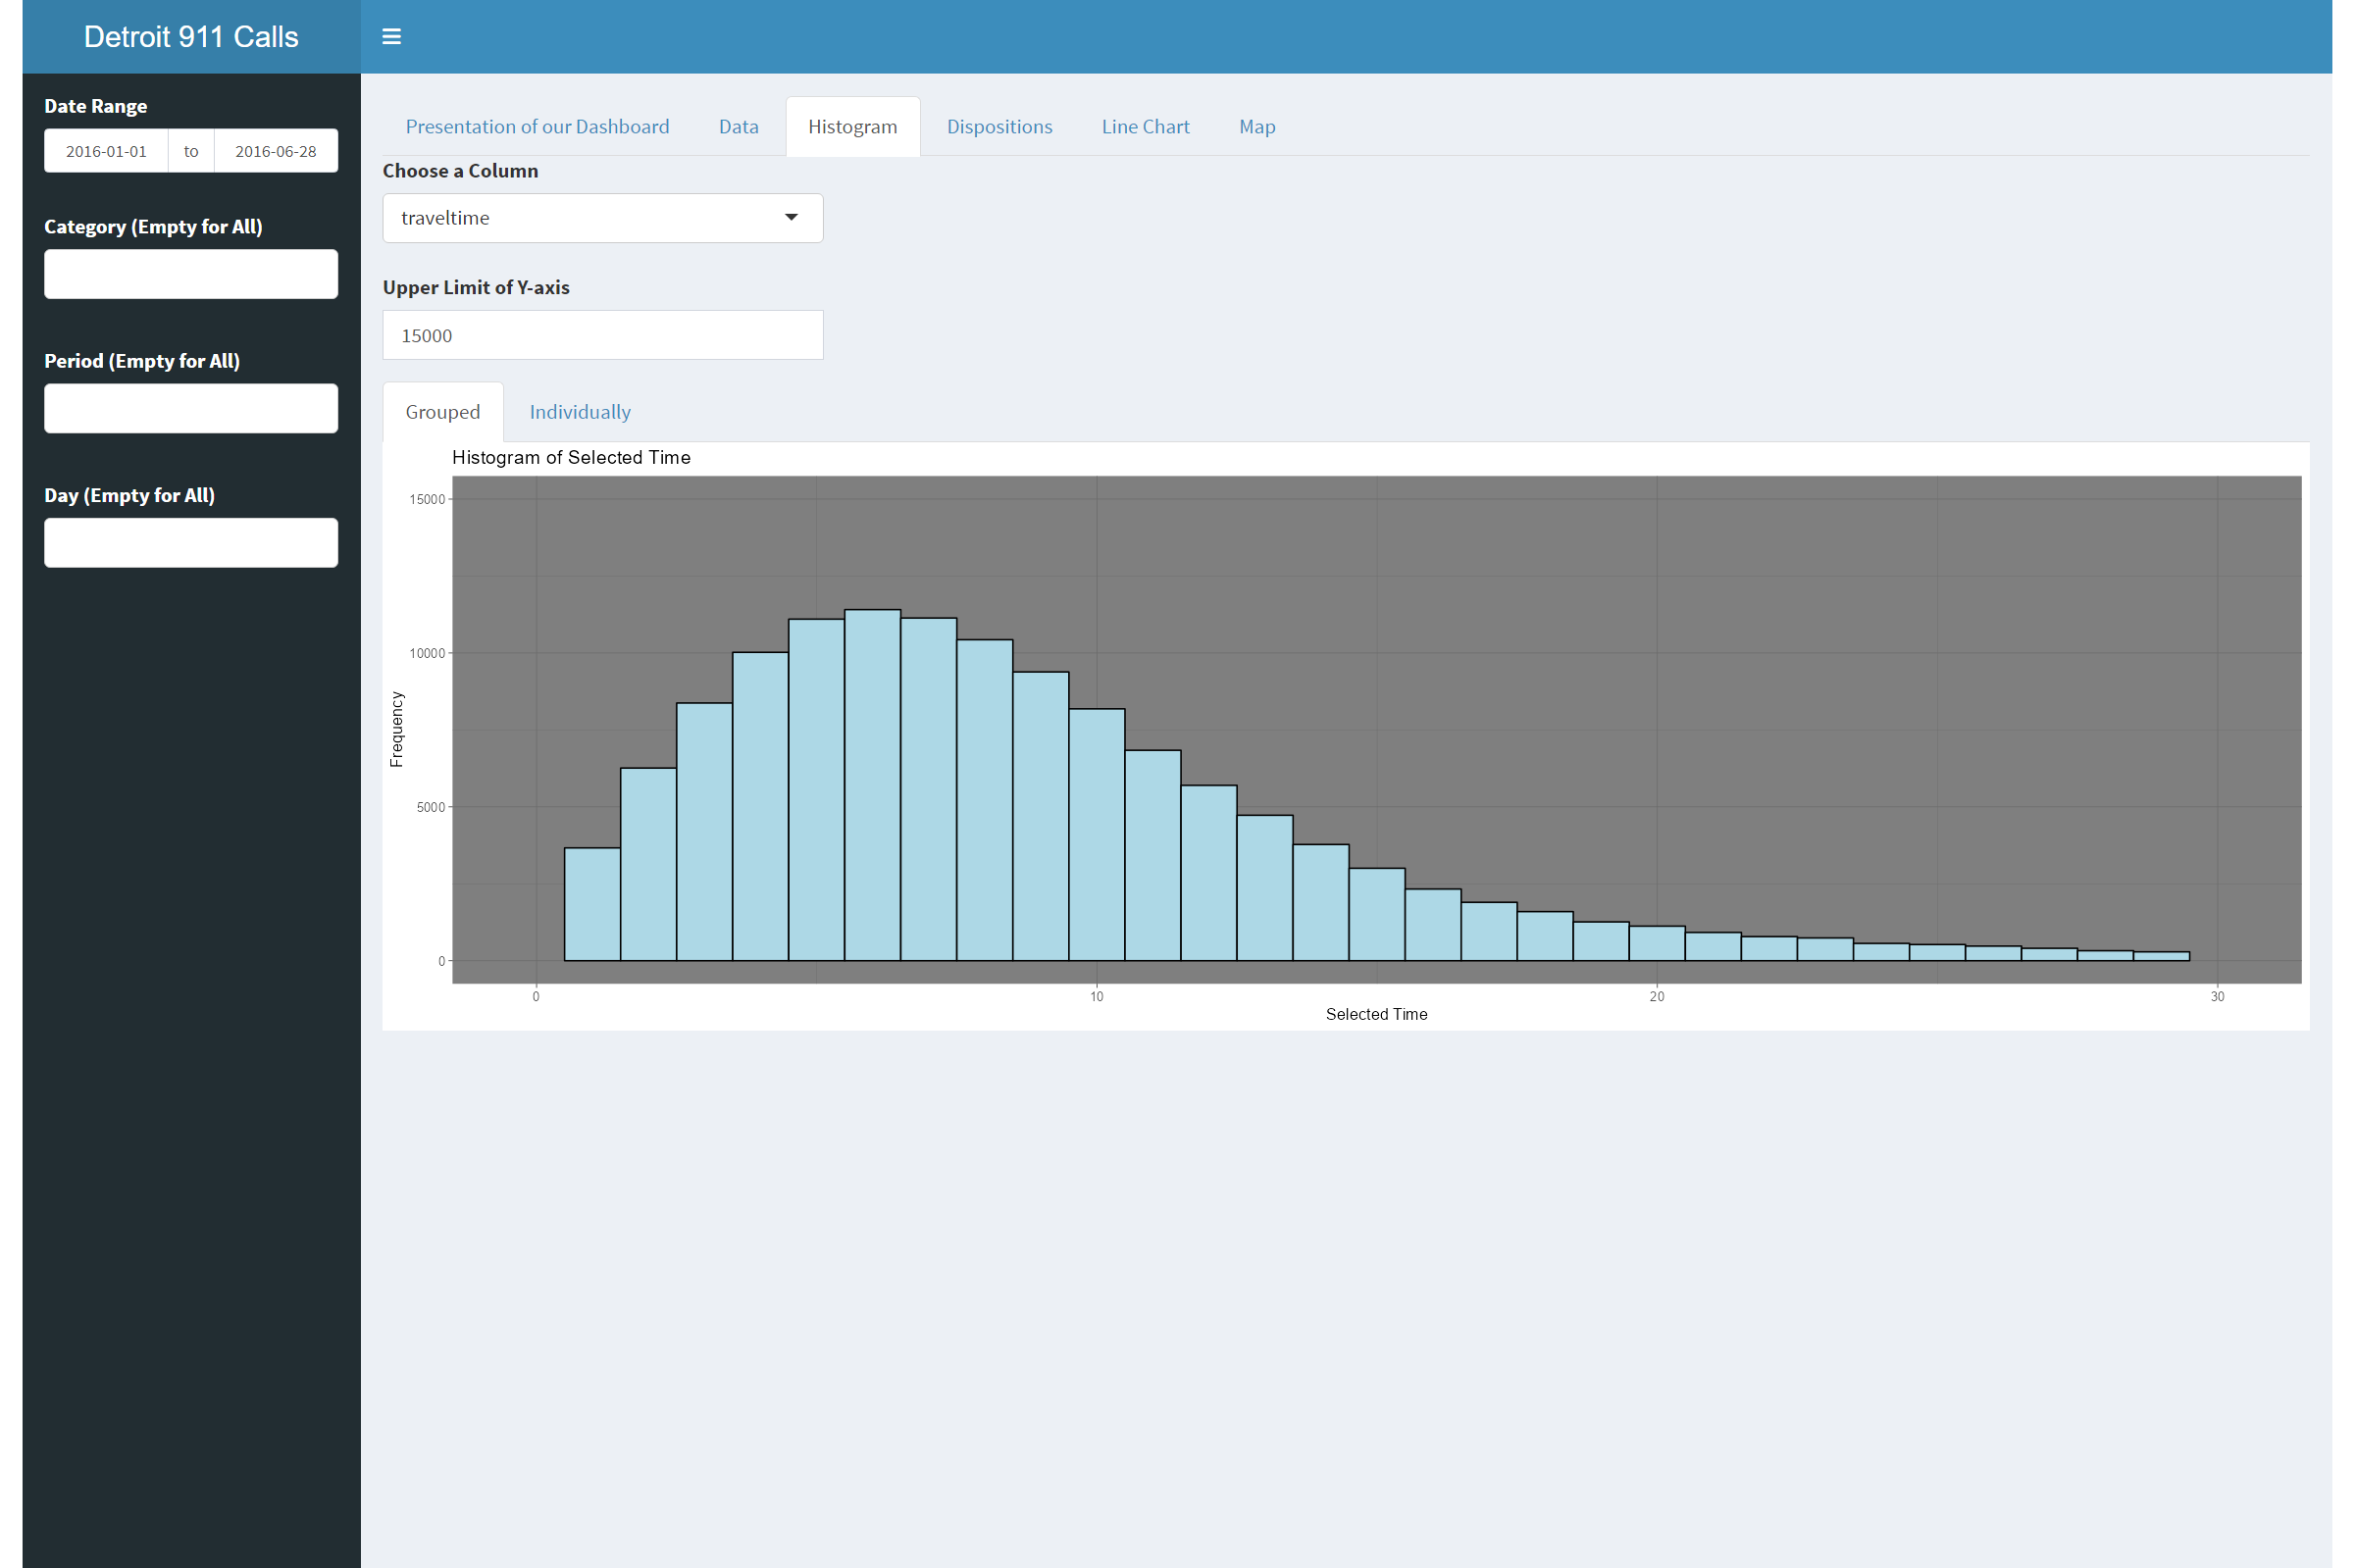 Detroit 911 Calls
Date Range
2016-01-01 to 2016-06-28
Category (Empty for All)
Period (Empty for All)
Day (Empty for All)
Presentation of our Dashboard Data Histogram Dispositions Line Chart Map
Choose a Column
traveltime
Upper Limit of Y-axis
15000
Grouped Individually
Histogram of Selected Time
15000
10000
5000
0
Frequency
0 10 20 30
Selected Time